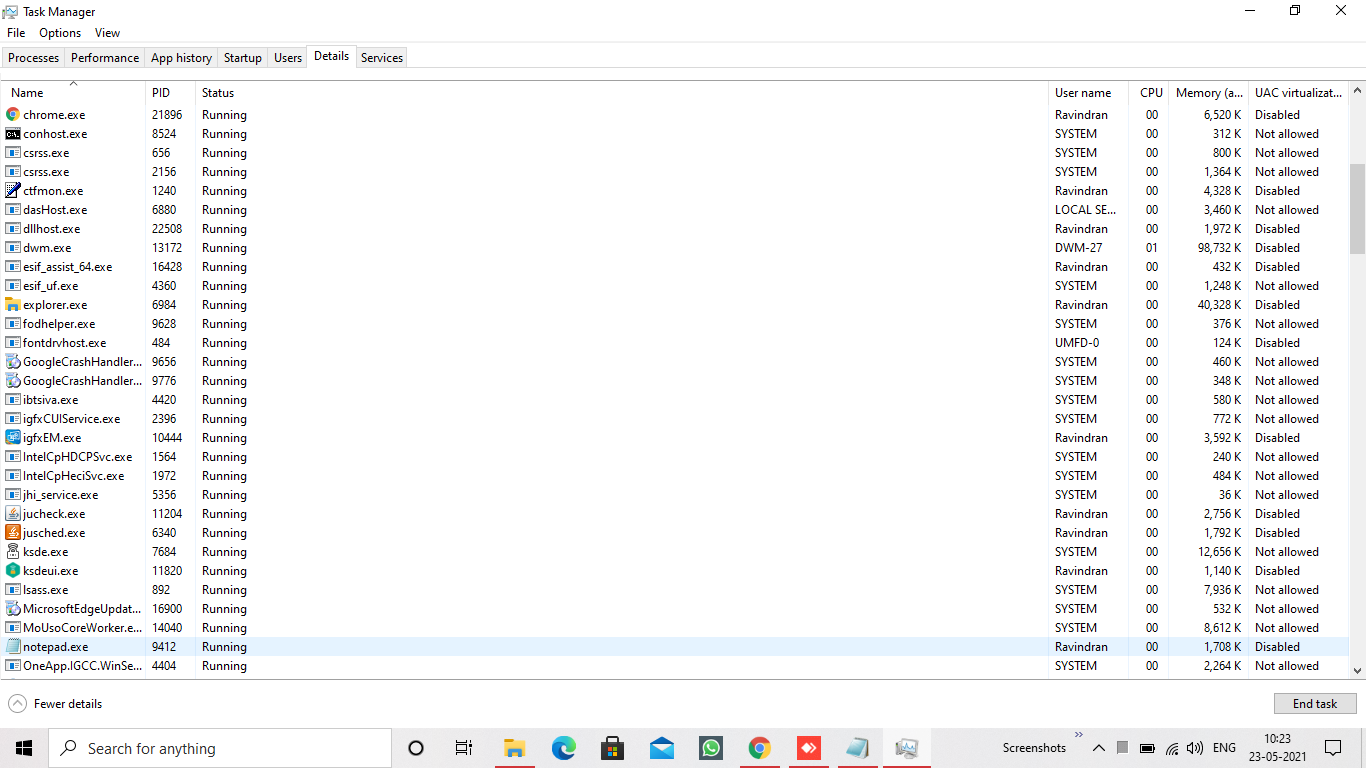 Task Manager
File Options View
Processes Performance App history Startup Users Details Services
Name PID Status User name CPU Memory (a... UAC virtualizat...
chrome.exe 21896 Running Ravindran 00 6,520 K Disabled
conhost.exe 8524 Running SYSTEM 00 312 K Not allowed
csrss.exe 656 Running SYSTEM 00 800 K Not allowed
csrss.exe 2156 Running SYSTEM 00 1,364 K Not allowed
ctfmon.exe 1240 Running Ravindran 00 4,328 K Disabled
dasHost.exe 6880 Running LOCAL SE... 00 3,460 K Not allowed
dllhost.exe 22508 Running Ravindran 00 1,972 K Disabled
dwm.exe 13172 Running DWM-27 01 98,732 K Disabled
esif_assist_64.exe 16428 Running Ravindran 00 432 K Disabled
esif_uf.exe 4360 Running SYSTEM 00 1,248 K Not allowed
explorer.exe 6984 Running Ravindran 00 40,328 K Disabled
fodhelper.exe 9628 Running SYSTEM 00 376 K Not allowed
fontdrvhost.exe 484 Running UMFD-0 00 124 K Disabled
GoogleCrashHandler... 9656 Running SYSTEM 00 460 K Not allowed
GoogleCrashHandler... 9776 Running SYSTEM 00 348 K Not allowed
ibtsiva.exe 4420 Running SYSTEM 00 580 K Not allowed
igfxCUIService.exe 2396 Running SYSTEM 00 772 K Not allowed
igfxEM.exe 10444 Running Ravindran 00 3,592 K Disabled
IntelCpHDCPSvc.exe 1564 Running SYSTEM 00 240 K Not allowed
IntelCpHeciSvc.exe 1972 Running SYSTEM 00 484 K Not allowed
jhi_service.exe 5356 Running SYSTEM 00 36 K Not allowed
jucheck.exe 11204 Running Ravindran 00 2,756 K Disabled
jusched.exe 6340 Running Ravindran 00 1,792 K Disabled
ksde.exe 7684 Running SYSTEM 00 12,656 K Not allowed
ksdeui.exe 11820 Running Ravindran 00 1,140 K Disabled
lsass.exe 892 Running SYSTEM 00 7,936 K Not allowed
MicrosoftEdgeUpdat... 16900 Running SYSTEM 00 532 K Not allowed
MoUsoCoreWorker.e... 14040 Running SYSTEM 00 8,612 K Not allowed
notepad.exe 9412 Running Ravindran 00 1,708 K Disabled
OneApp.IGCC.WinSe... 4404 Running SYSTEM 00 2,264 K Not allowed
Fewer details End task
Search for anything Screenshots ENG 10:23
23-05-2021